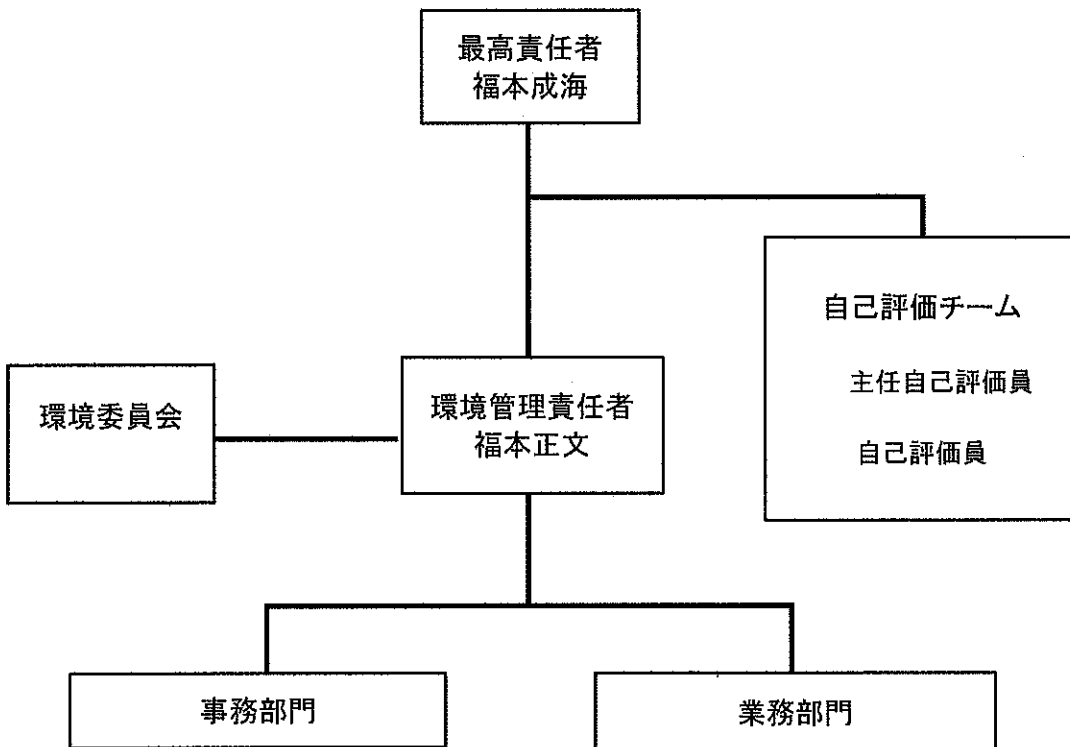 最高責任者
福本成海
自己評価チーム
主任自己評価員
自己評価員
環境委員会
環境管理責任者
福本正文
事務部門
業務部門